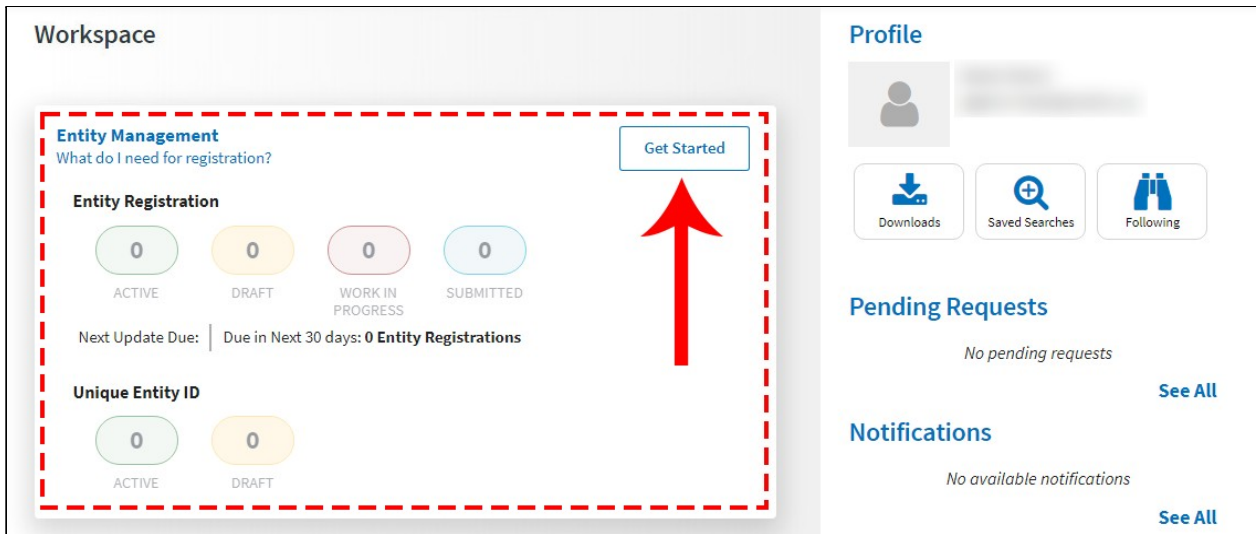 Workspace
Entity Management
What do I need for registration?
Get Started
Entity Registration
0 0 0 0
ACTIVE DRAFT WORK IN PROGRESS SUBMITTED
Next Update Due: Due in Next 30 days: 0 Entity Registrations
Unique Entity ID
0 0
ACTIVE DRAFT
Profile
Downloads Saved Searches Following
Pending Requests
No pending requests
See All
Notifications
No available notifications
See All